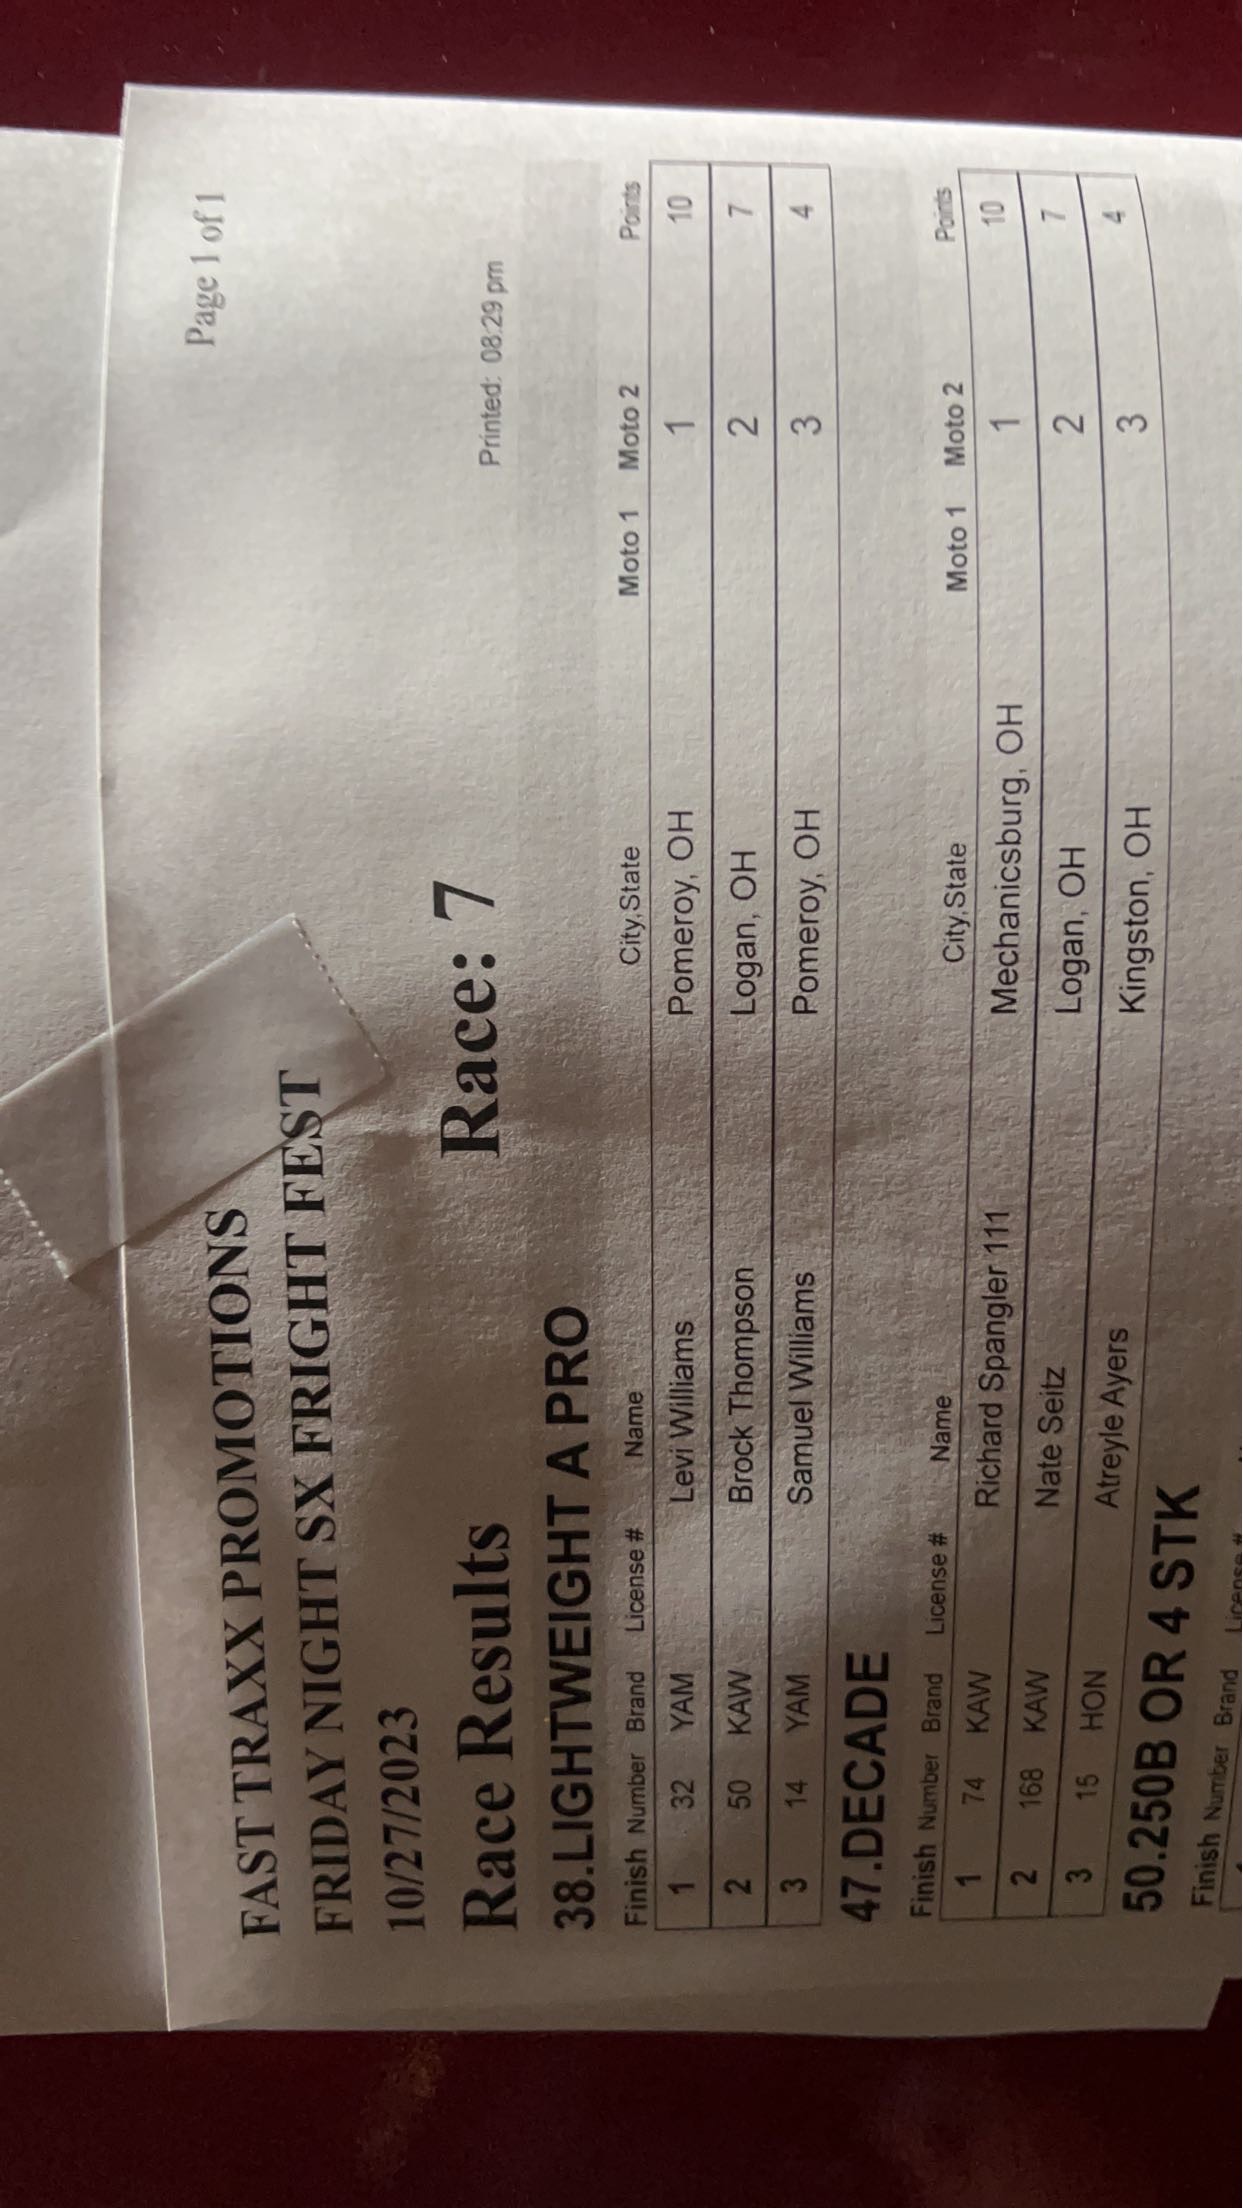 Page 1 of 1
FAST TRAXX PROMOTIONS
FRIDAY NIGHT SX FRIGHT FEST
10/27/2023
Printed: 08:29 pm
Race Results Race: 7
38.LIGHTWEIGHT A PRO
Finish Number Brand License # Name City,State Moto 1 Moto 2 Points
1 32 YAM Levi Williams Pomeroy, OH 1 10
2 50 KAW Brock Thompson Logan, OH 2 7
3 14 YAM Samuel Williams Pomeroy, OH 3 4
47.DECADE
Finish Number Brand License # Name City,State Moto 1 Moto 2 Points
1 74 KAW Richard Spangler 111 Mechanicsburg, OH 1 10
2 168 KAW Nate Seitz Logan, OH 2 7
3 15 HON Atreyle Ayers Kingston, OH 3 4
50.250B OR 4 STK
Finish Number Brand License #